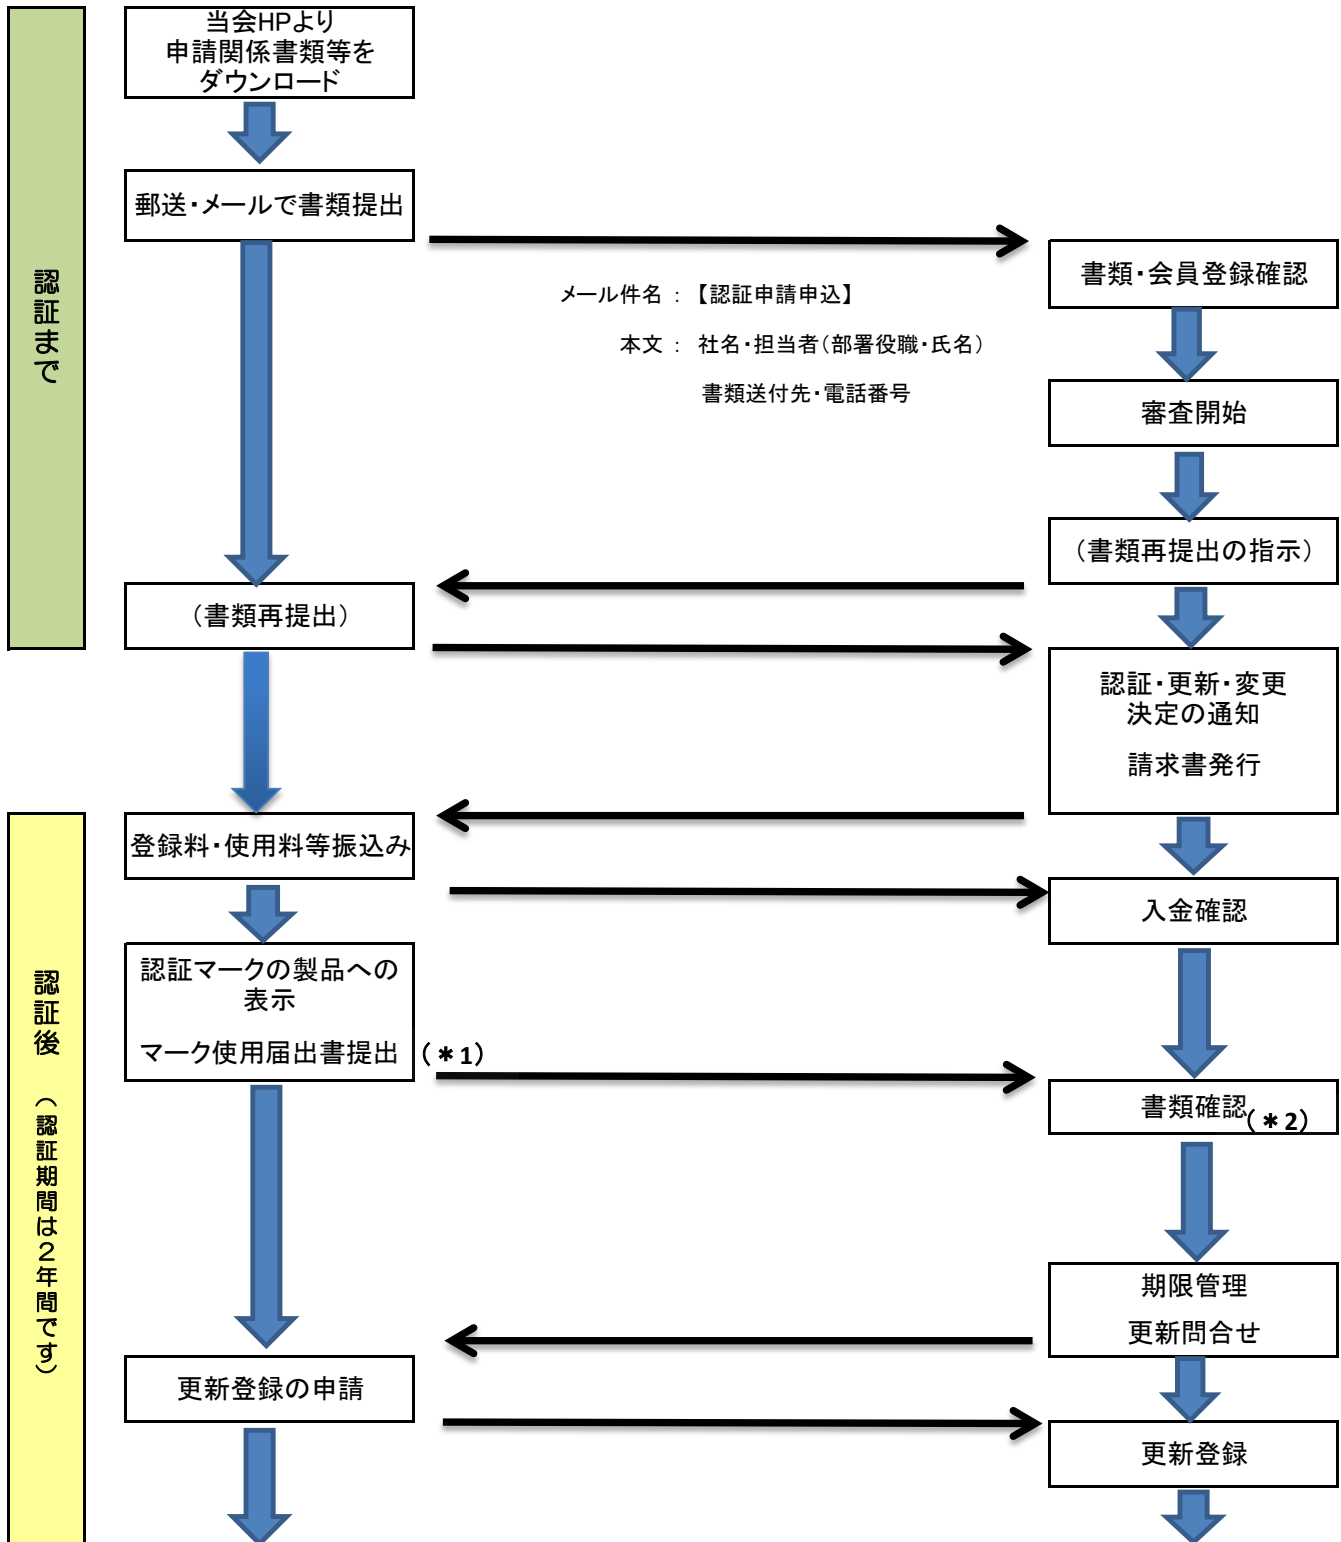 認証まで
当会HPより
申請関係書類等を
ダウンロード
郵送・メールで書類提出
メール件名 ： 【認証申請申込】
本文 ： 社名・担当者（部署役職・氏名）
書類送付先・電話番号
書類・会員登録確認
審査開始
（書類再提出の指示）
（書類再提出）
認証・更新・変更
決定の通知
請求書発行
認証後 （認証期間は２年間です）
登録料・使用料等振込み
入金確認
認証マークの製品への
表示
マーク使用届出書提出 （＊1）
書類確認（＊2）
期限管理
更新問合せ
更新登録の申請
更新登録